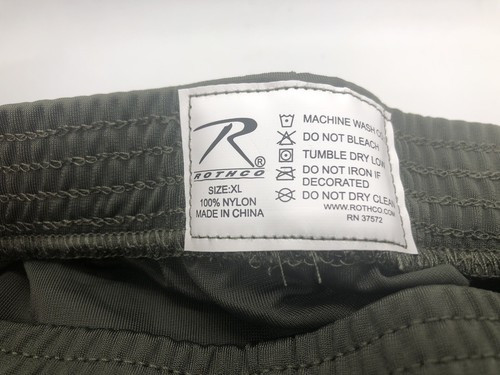 R
®
ROTHCO
SIZE:XL
100% NYLON
MADE IN CHINA
MACHINE WASH
DO NOT BLEACH
TUMBLE DRY LOW
DO NOT IRON IF
DECORATED
DO NOT DRY CLEAN
WWW.ROTHCO.COM
RN 37572